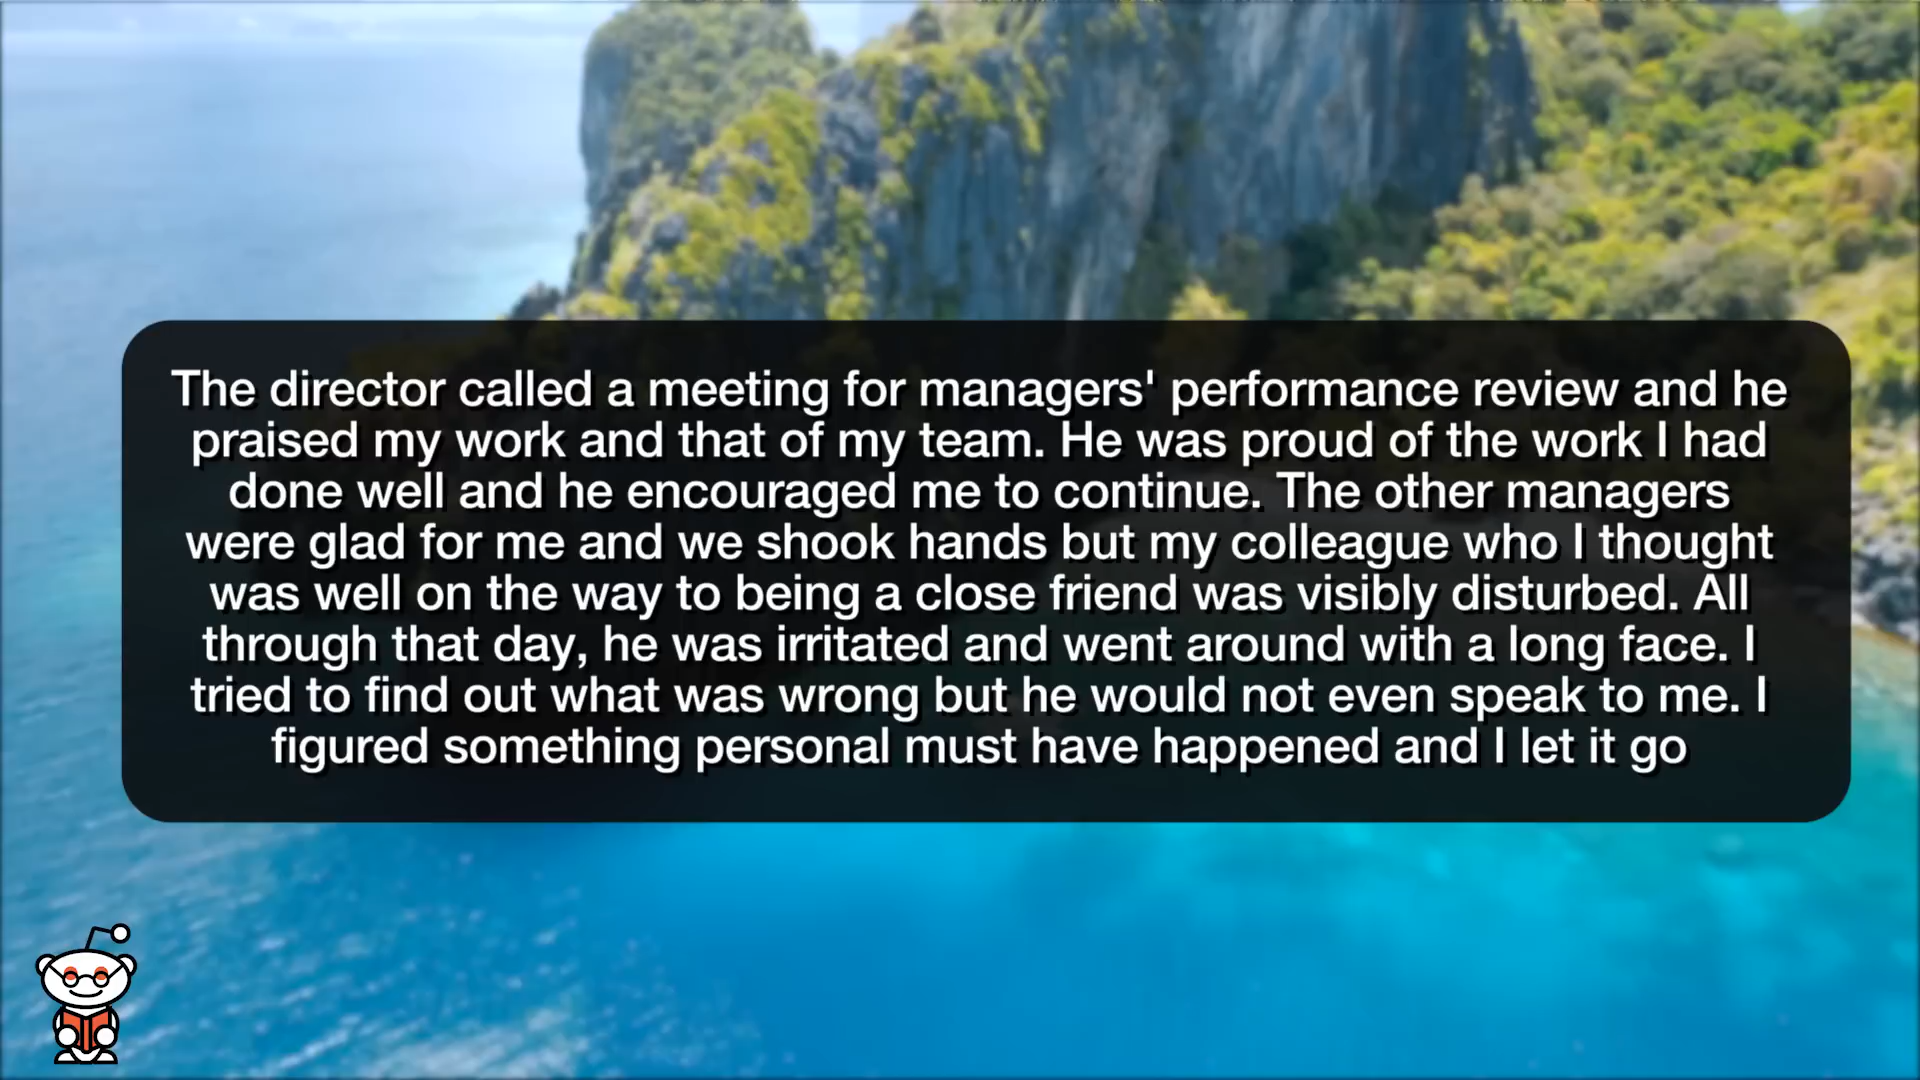 The director called a meeting for managers' performance review and he
praised my work and that of my team. He was proud of the work I had
done well and he encouraged me to continue. The other managers
were glad for me and we shook hands but my colleague who I thought
was well on the way to being a close friend was visibly disturbed. All
through that day, he was irritated and went around with a long face. I
tried to find out what was wrong but he would not even speak to me. I
figured something personal must have happened and I let it go